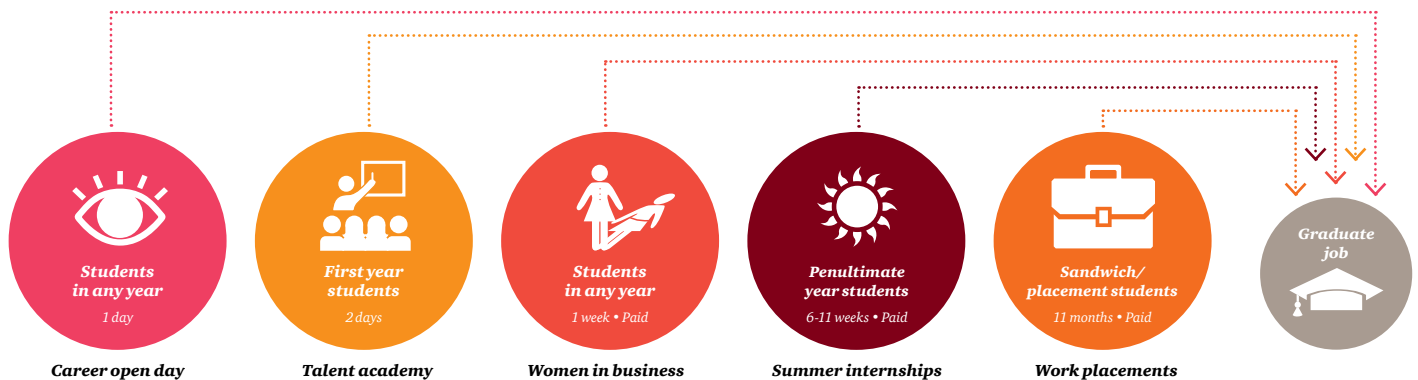 Students
in any year
1 day
Career open day
First year
students
2 days
Talent academy
Students
in any year
1 week • Paid
Women in business
Penultimate
year students
6-11 weeks • Paid
Summer internships
Sandwich/
placement students
11 months • Paid
Work placements
Graduate
job